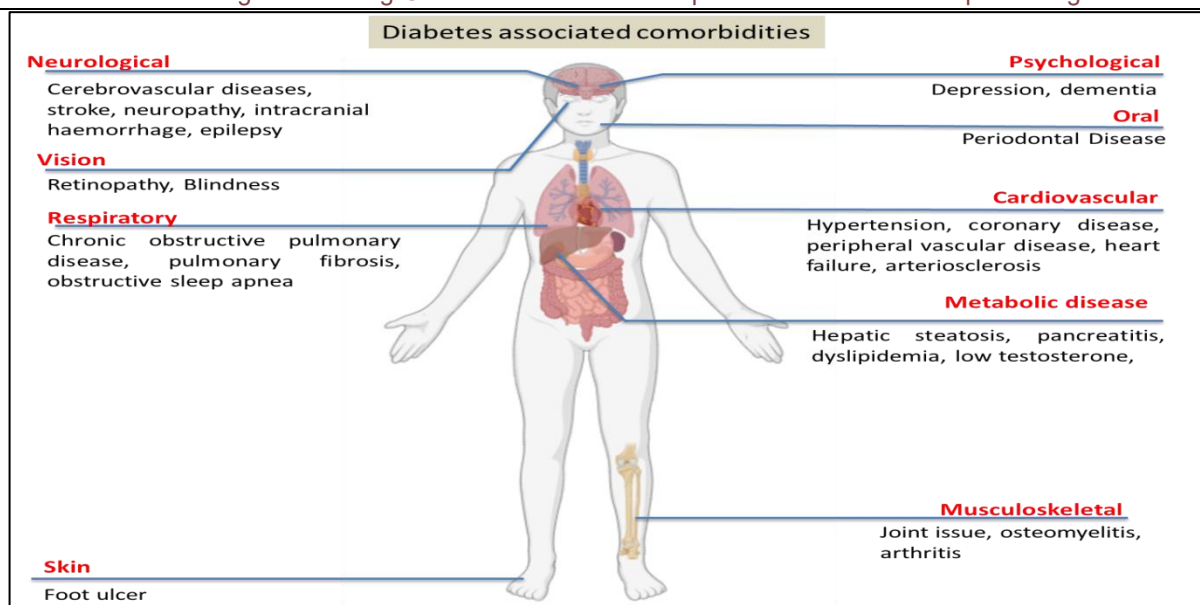 Diabetes associated comorbidities
Neurological
Cerebrovascular diseases,
stroke, neuropathy, intracranial
haemorrhage, epilepsy
Vision
Retinopathy, Blindness
Respiratory
Chronic obstructive pulmonary
disease, pulmonary fibrosis,
obstructive sleep apnea
Skin
Foot ulcer
Psychological
Depression, dementia
Oral
Periodontal Disease
Cardiovascular
Hypertension, coronary disease,
peripheral vascular disease, heart
failure, arteriosclerosis
Metabolic disease
Hepatic steatosis, pancreatitis,
dyslipidemia, low testosterone,
Musculoskeletal
Joint issue, osteomyelitis,
arthritis